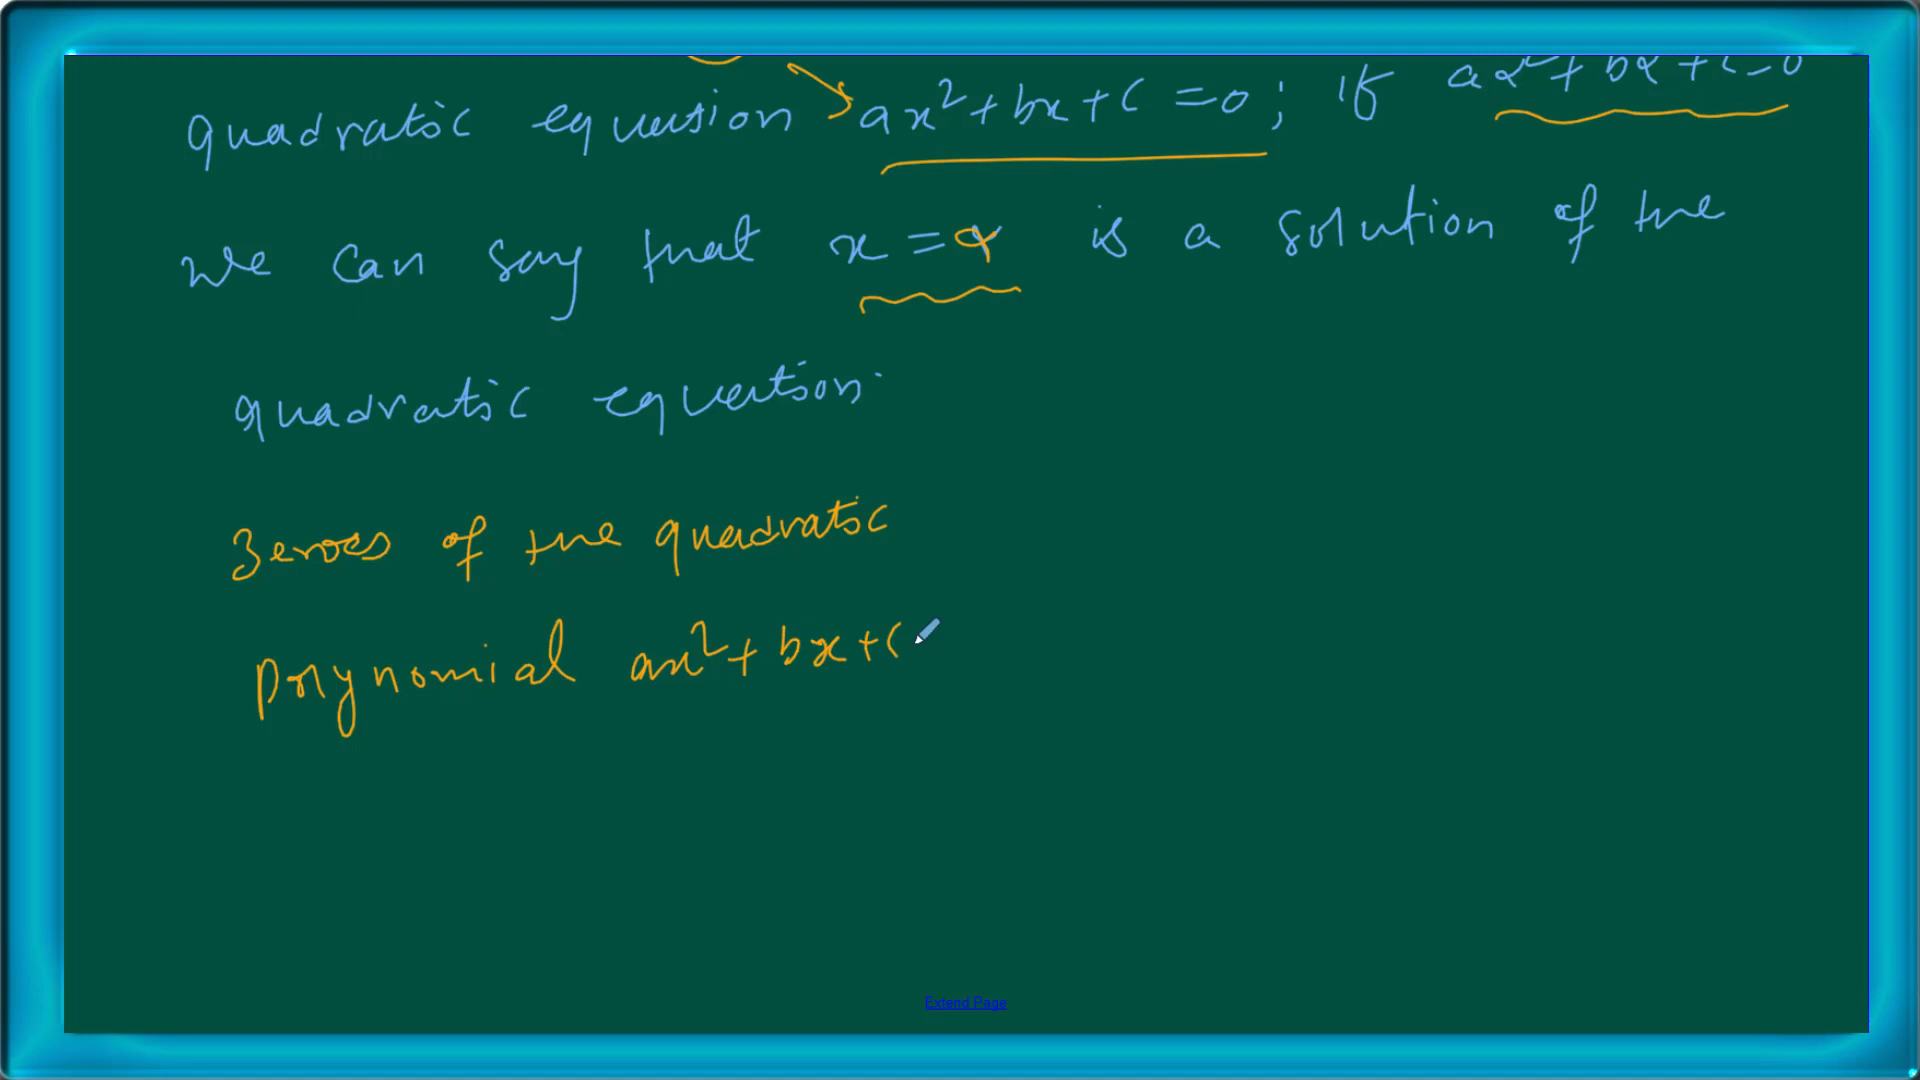 quadratic equation ax²+bx+c=0; if aα²+bα+c=0
we can say that x=α is a solution of the
quadratic equation.
Zeroes of the quadratic
polynomial ax²+bx+c
Extend Page